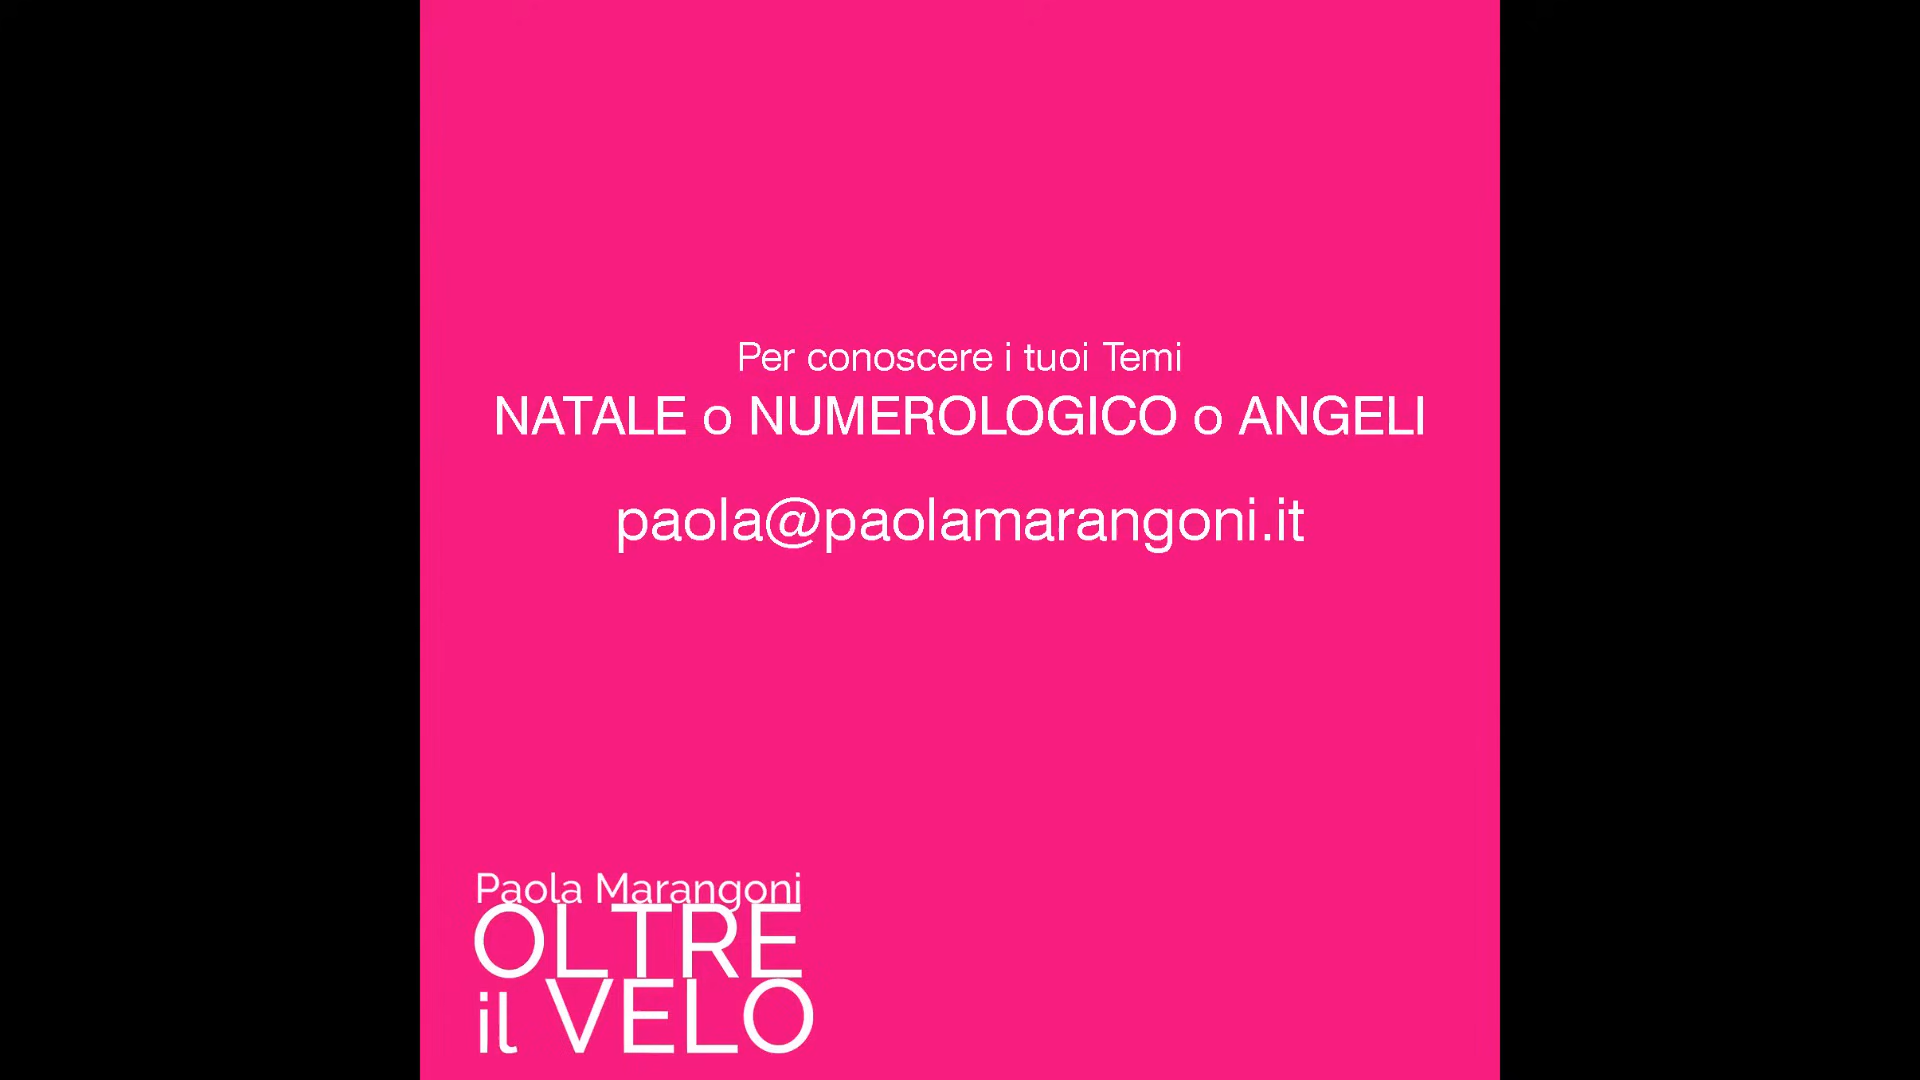 Per conoscere i tuoi Temi
NATALE o NUMEROLOGICO o ANGELI
paola@paolamarangoni.it
Paola Marangoni
OLTRE
il VELO